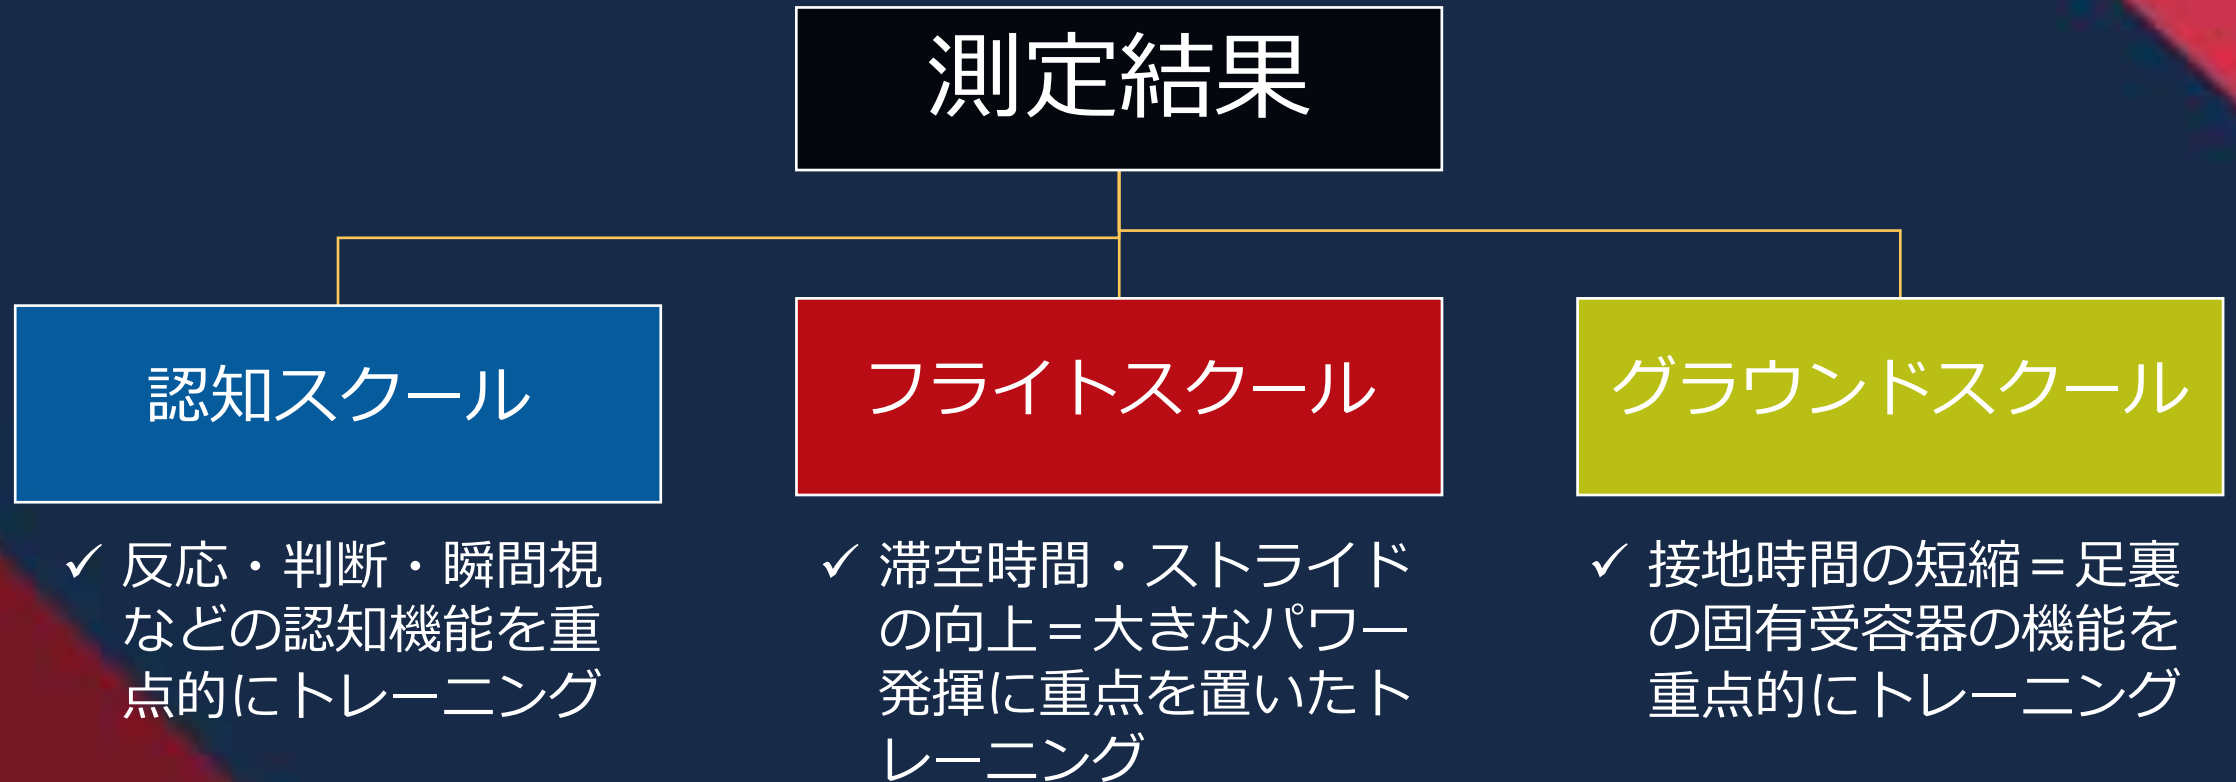 測定結果
認知スクール
フライトスクール
グラウンドスクール
✓ 反応・判断・瞬間視
などの認知機能を重
点的にトレーニング
✓ 滞空時間・ストライド
の向上＝大きなパワー
発揮に重点を置いたト
レーニング
✓ 接地時間の短縮＝足裏
の固有受容器の機能を
重点的にトレーニング